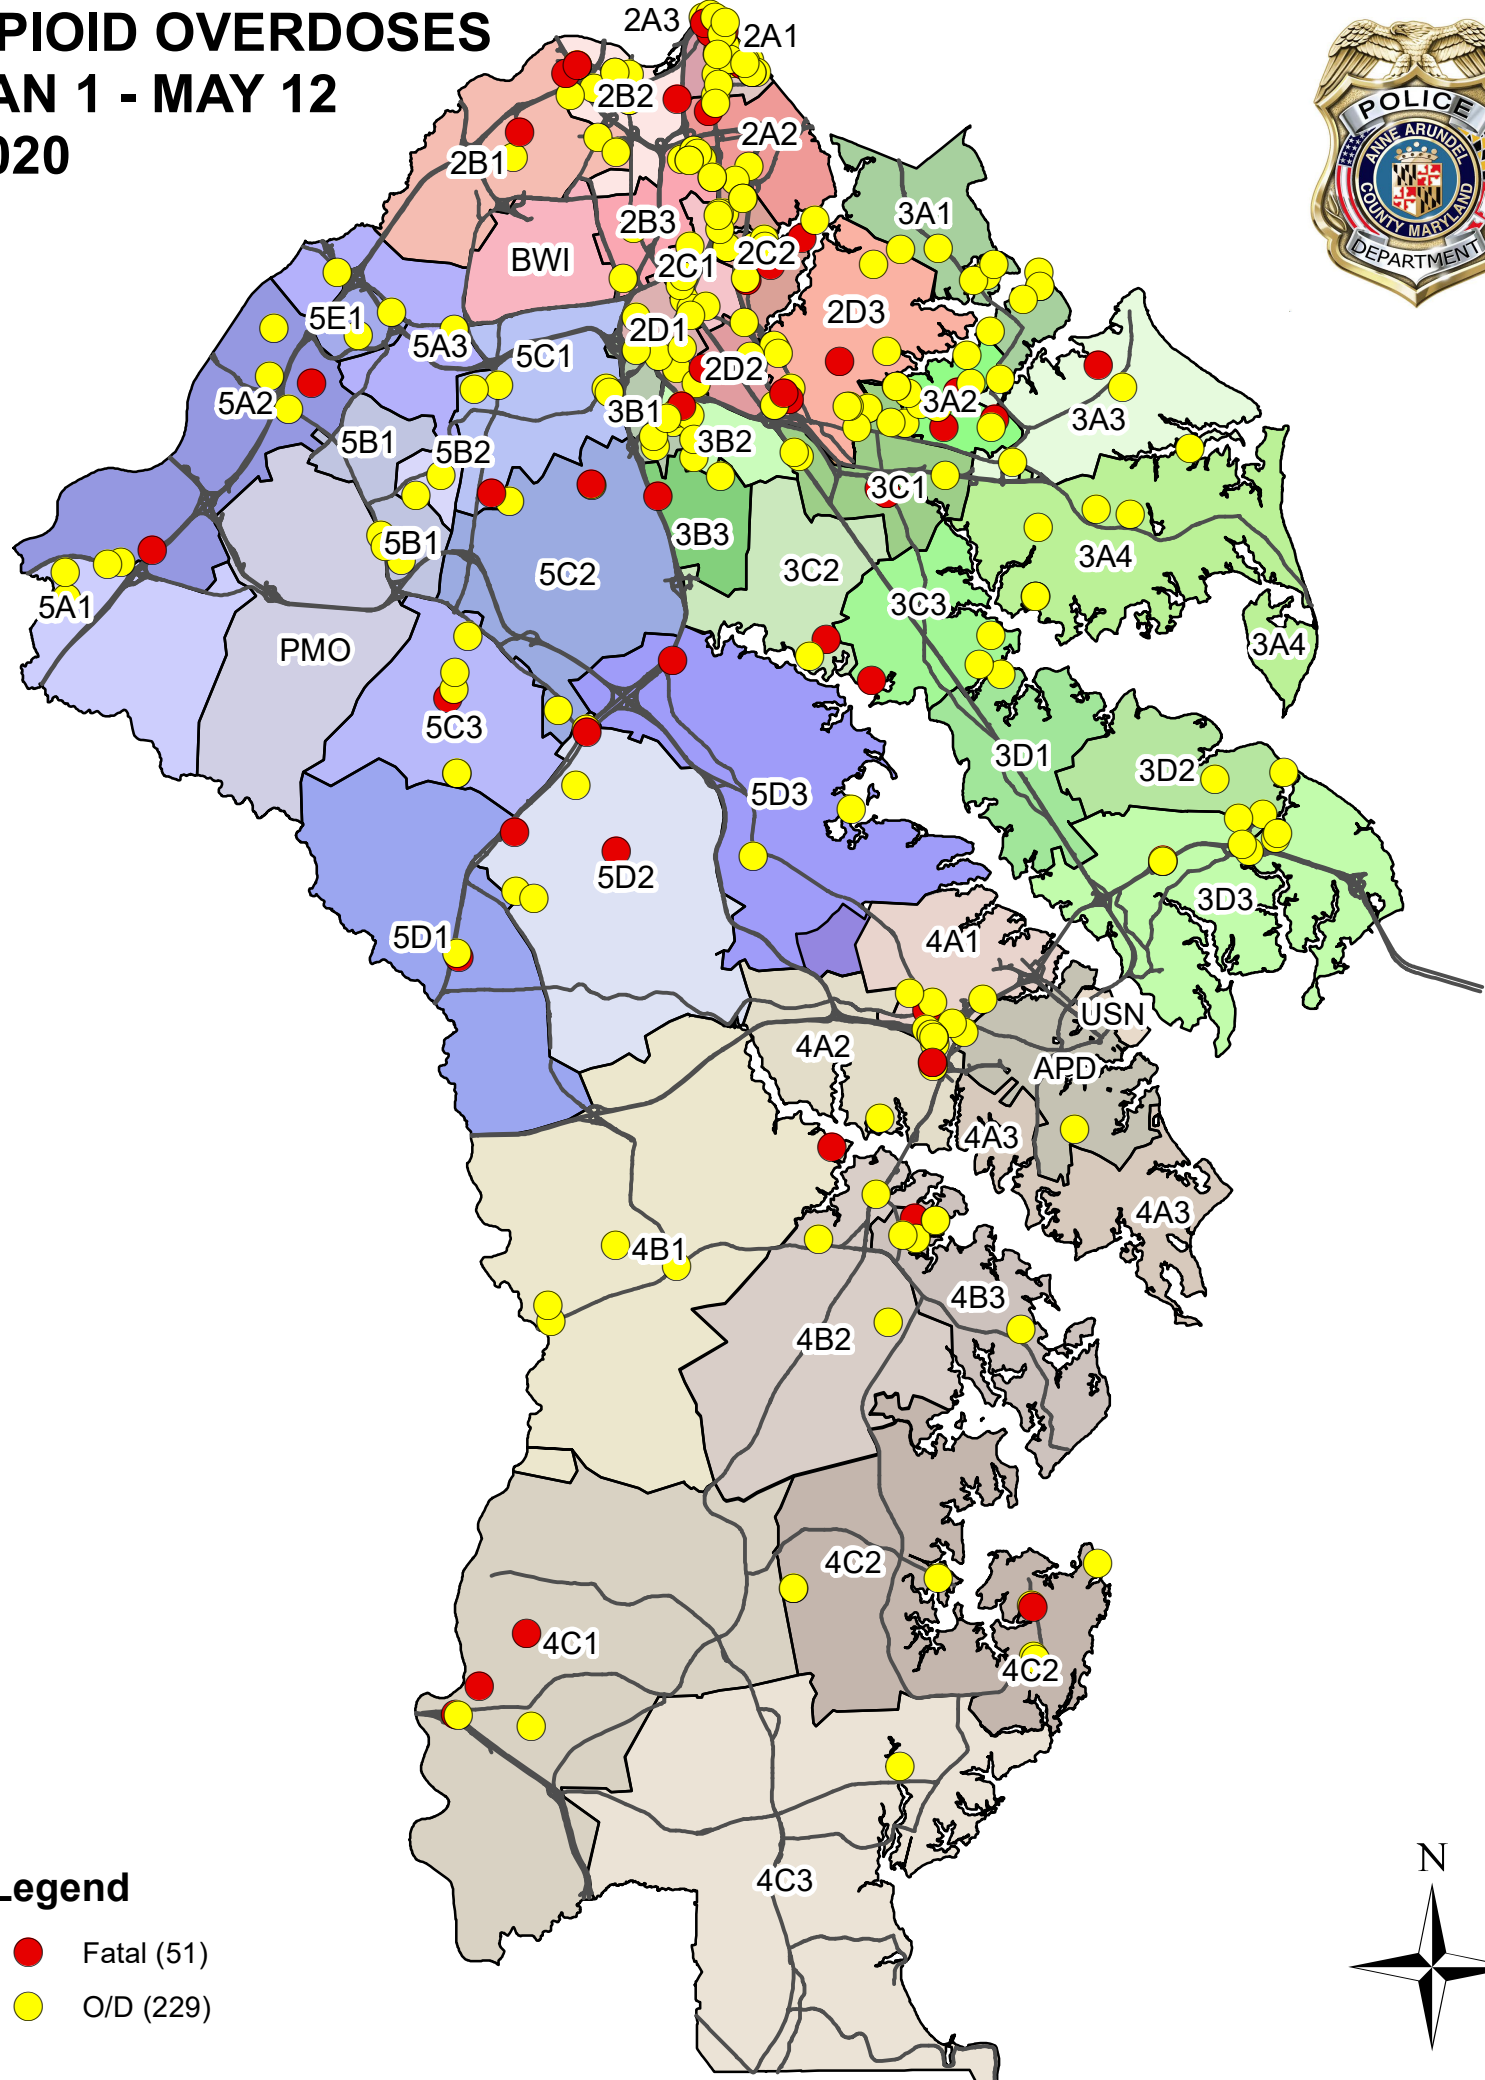 PIOID OVERDOSES
AN 1 - MAY 12
020
POLICE
ANNE ARUNDEL
COUNTY MARYLAND
DEPARTMENT
2A3
2A1
2B2
2A2
2B1
3A1
2B3
BWI
2C2
2C1
2D3
5E1
2D1
5A3
5C1
2D2
5A2
3A2
3B1
3A3
5B1
3B2
5B2
3C1
3B3
5B1
3A4
5C2
3C2
5A1
3C3
PMO
3A4
5C3
3D1
3D2
5D3
5D2
3D3
5D1
4A1
USN
4A2
APD
4A3
4A3
4B1
4B3
4B2
4C2
4C1
4C2
4C3
Legend
Fatal (51)
O/D (229)
N